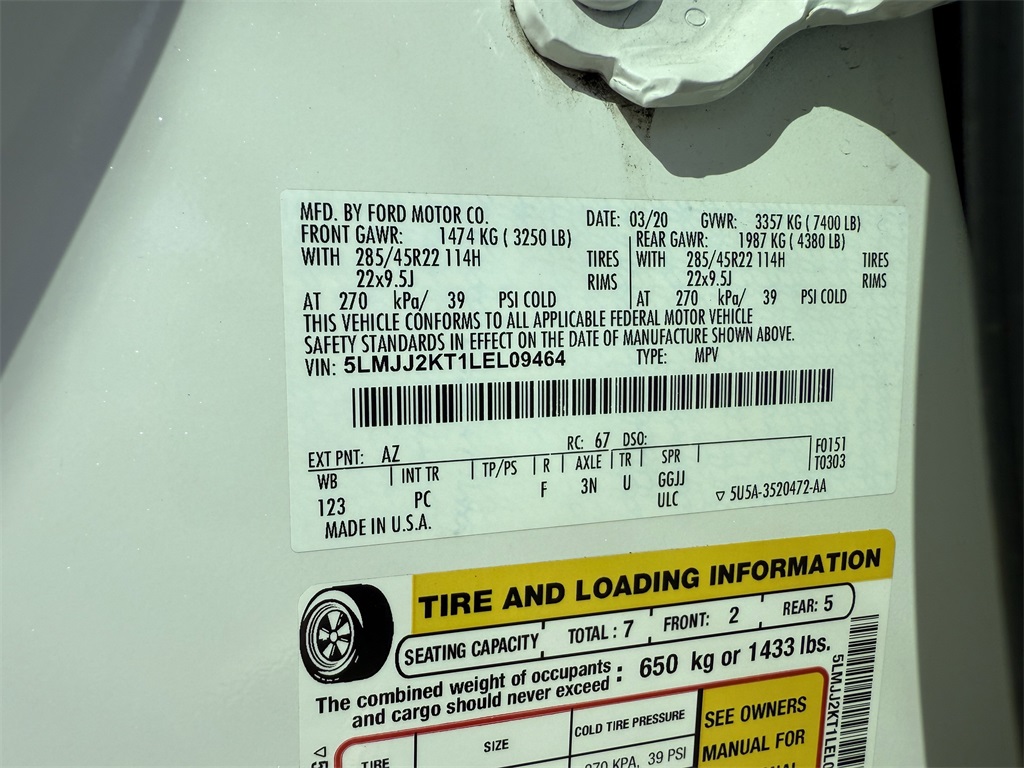 MFD. BY FORD MOTOR CO. DATE: 03/20 GVWR: 3357 KG ( 7400 LB)
FRONT GAWR: 1474 KG ( 3250 LB) REAR GAWR: 1987 KG ( 4380 LB)
WITH 285/45R22 114H TIRES WITH 285/45R22 114H TIRES
22x9.5J RIMS 22x9.5J RIMS
AT 270 kPa/ 39 PSI COLD AT 270 kPa/ 39 PSI COLD
THIS VEHICLE CONFORMS TO ALL APPLICABLE FEDERAL MOTOR VEHICLE
SAFETY STANDARDS IN EFFECT ON THE DATE OF MANUFACTURE SHOWN ABOVE.
VIN: 5LMJJ2KT1LEL09464 TYPE: MPV
EXT PNT: AZ RC: 67 DSO: F0151
WB INT TR TP/PS R AXLE TR SPR T0303
123 PC F 3N U GGJJ
ULC ▽ 5U5A-3520472-AA
MADE IN U.S.A.
TIRE AND LOADING INFORMATION
SEATING CAPACITY TOTAL : 7 FRONT: 2 REAR: 5
The combined weight of occupants
and cargo should never exceed : 650 kg or 1433 lbs.
TIRE SIZE COLD TIRE PRESSURE SEE OWNERS
39 PSI MANUAL FOR
5LMJJ2KT1LEL0